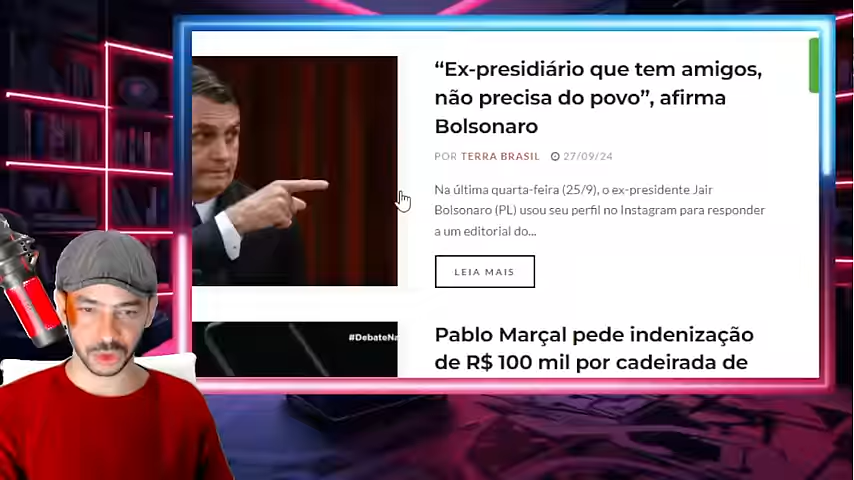 “Ex-presidiário que tem amigos,
não precisa do povo”, afirma
Bolsonaro
POR TERRA BRASIL 27/09/24
Na última quarta-feira (25/9), o ex-presidente Jair
Bolsonaro (PL) usou seu perfil no Instagram para responder
a um editorial do...
LEIA MAIS
#DebateNa
Pablo Marçal pede indenização
de R$ 100 mil por cadeirada de